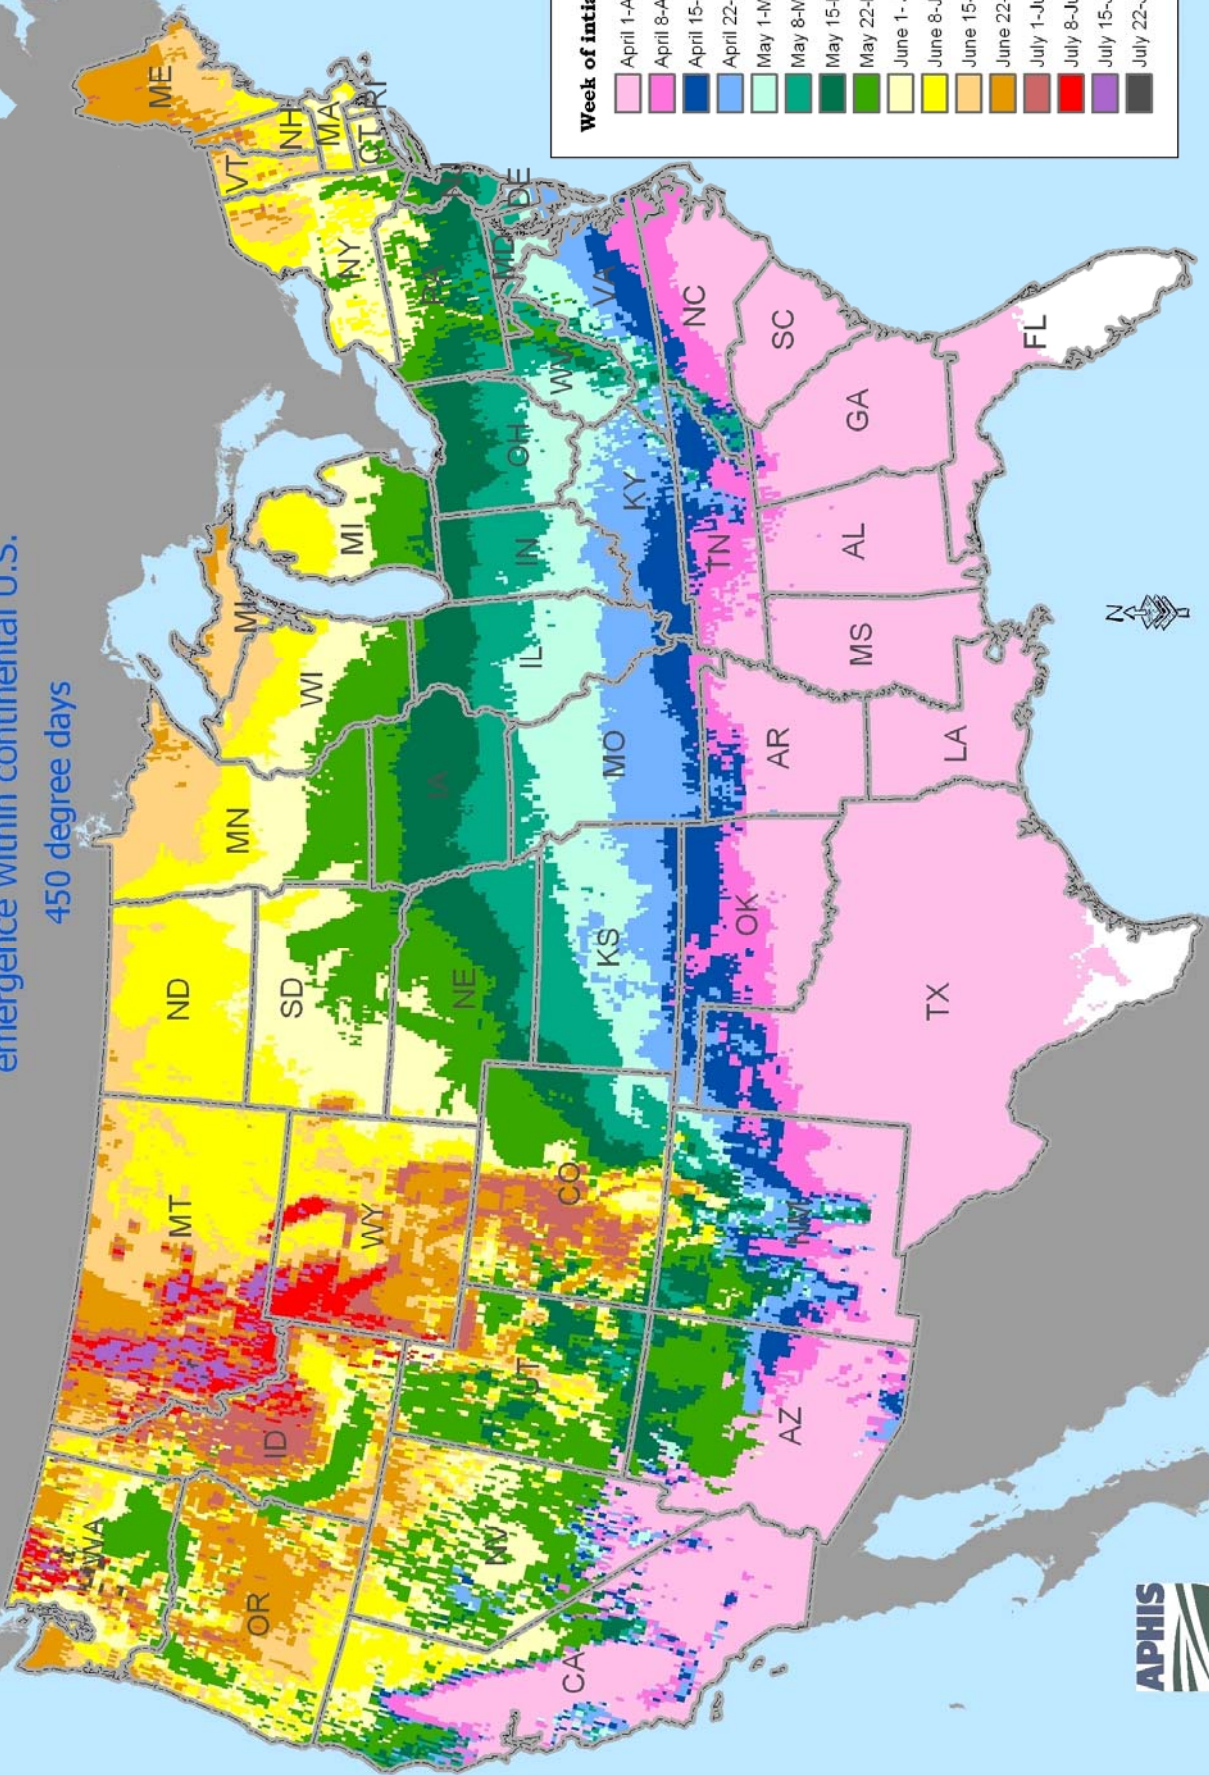 emergence within continental U.S.
450 degree days
WA
MT
ND
MN
MI
VT
ME
NH
MA
CT
RI
NY
OR
ID
WY
SD
WI
MI
NE
IA
PA
NJ
NV
UT
CO
KS
MO
IL
IN
OH
WV
MD
DE
VA
KY
CA
AZ
NM
OK
AR
TN
NC
SC
TX
LA
MS
AL
GA
FL
N
Week of intia
April 1-A
April 8-A
April 15-
April 22-
May 1-M
May 8-M
May 15-
May 22-
June 1-
June 8-J
June 15-
June 22-
July 1-Ju
July 8-Ju
July 15-J
July 22-J
APHIS